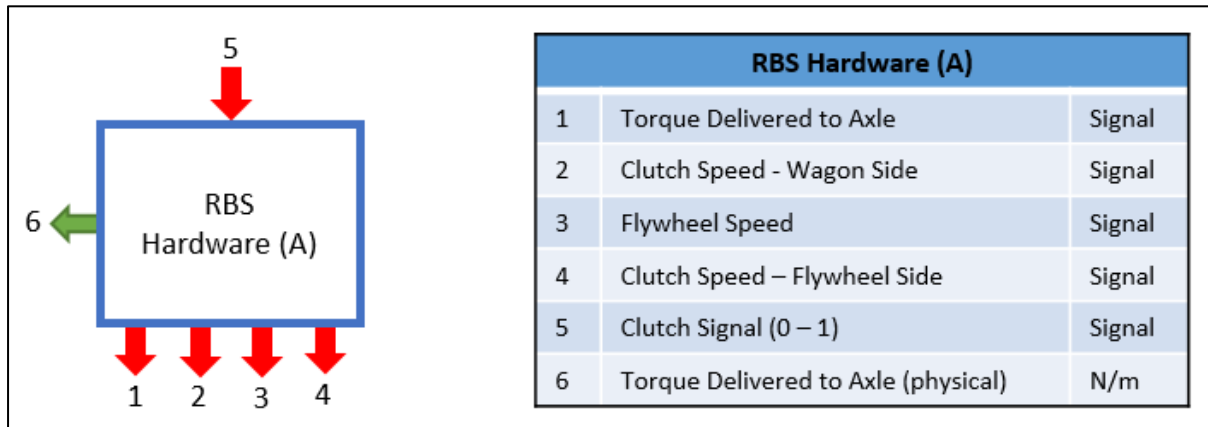 5
6
RBS
Hardware (A)
1 2 3 4
RBS Hardware (A)
1 Torque Delivered to Axle Signal
2 Clutch Speed - Wagon Side Signal
3 Flywheel Speed Signal
4 Clutch Speed – Flywheel Side Signal
5 Clutch Signal (0 – 1) Signal
6 Torque Delivered to Axle (physical) N/m